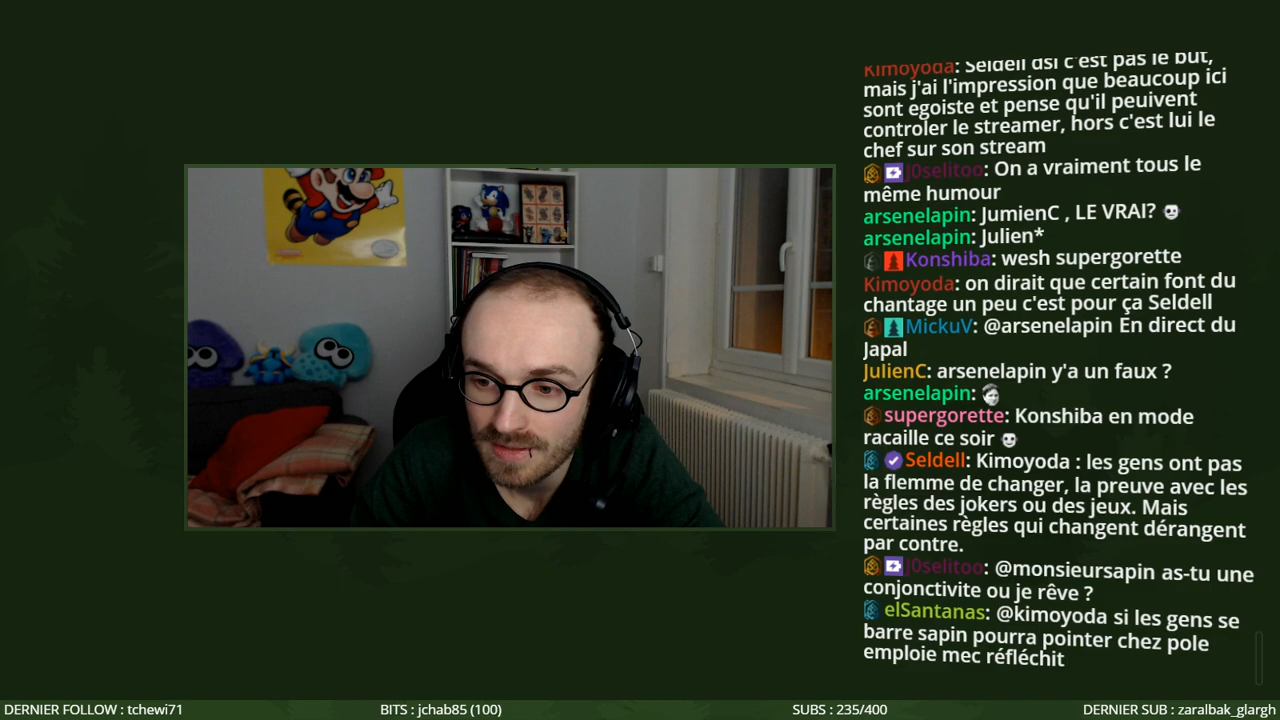 Kimoyoda: Seldell dsl c'est pas le but,
mais j'ai l'impression que beaucoup ici
sont egoiste et pense qu'il peuivent
controler le streamer, hors c'est lui le
chef sur son stream
l0selitoo: On a vraiment tous le
même humour
arsenelapin: JumienC , LE VRAI?
arsenelapin: Julien*
Konshiba: wesh supergorette
Kimoyoda: on dirait que certain font du
chantage un peu c'est pour ça Seldell
MickuV: @arsenelapin En direct du
Japal
JulienC: arsenelapin y'a un faux ?
arsenelapin:
supergorette: Konshiba en mode
racaille ce soir
Seldell: Kimoyoda : les gens ont pas
la flemme de changer, la preuve avec les
règles des jokers ou des jeux. Mais
certaines règles qui changent dérangent
par contre.
l0selitoo: @monsieursapin as-tu une
conjonctivite ou je rêve ?
elSantanas: @kimoyoda si les gens se
barre sapin pourra pointer chez pole
emploie mec réfléchit
DERNIER FOLLOW : tchewi71 BITS : jchab85 (100) SUBS : 235/400 DERNIER SUB : zaralbak_glargh